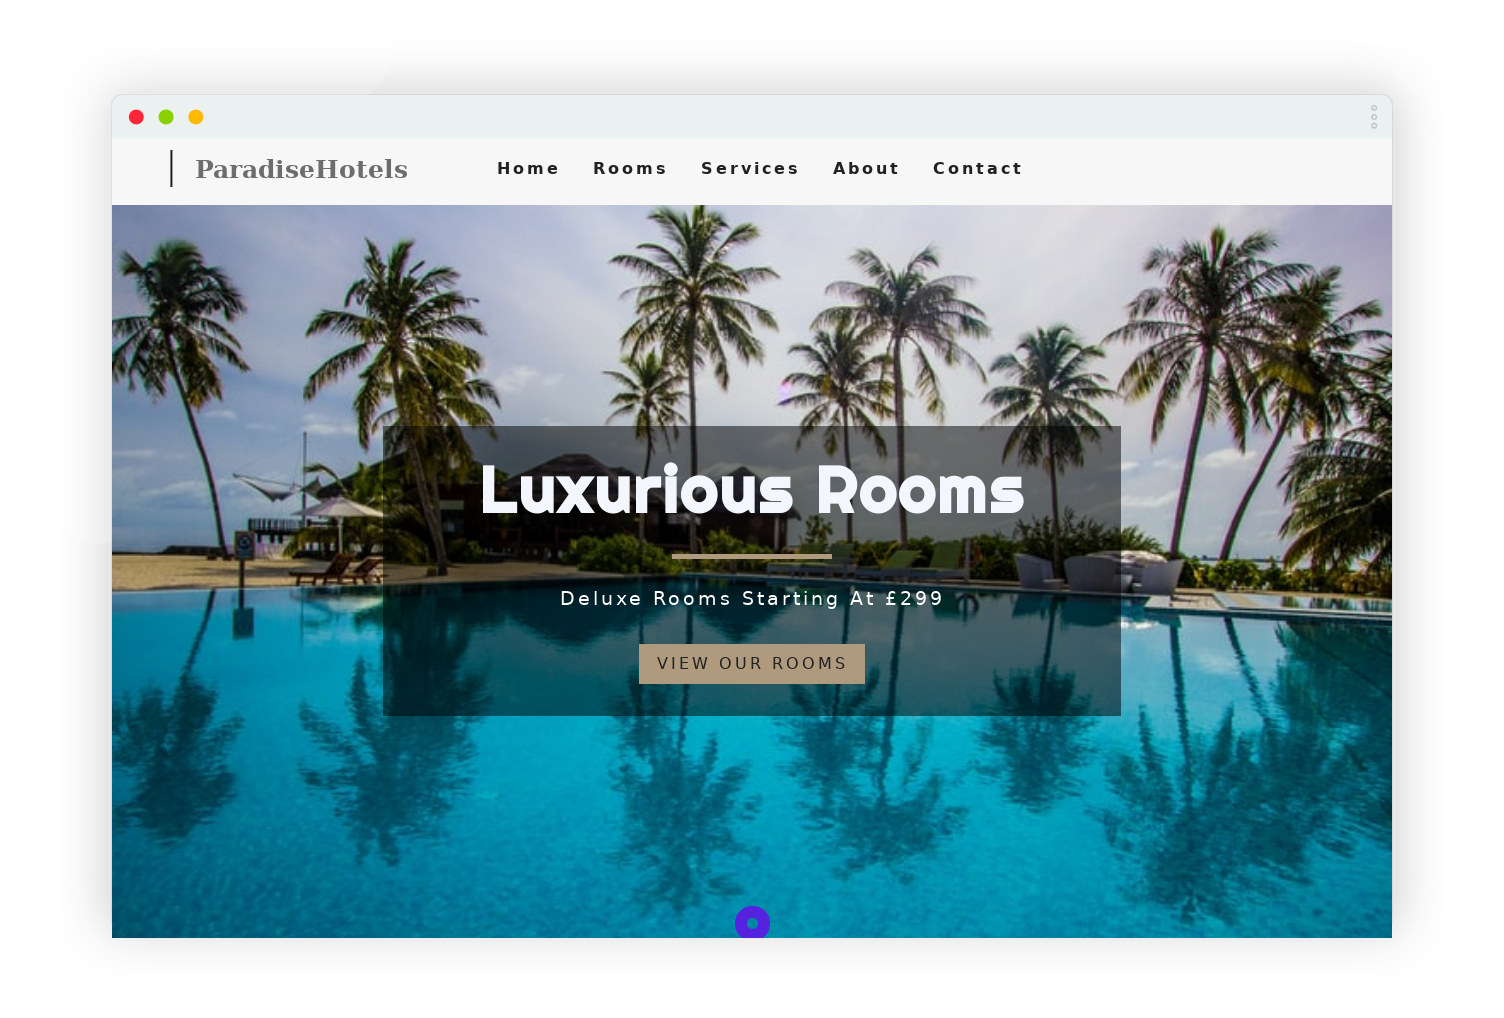 ParadiseHotels
Home Rooms Services About Contact
Luxurious Rooms
Deluxe Rooms Starting At £299
VIEW OUR ROOMS